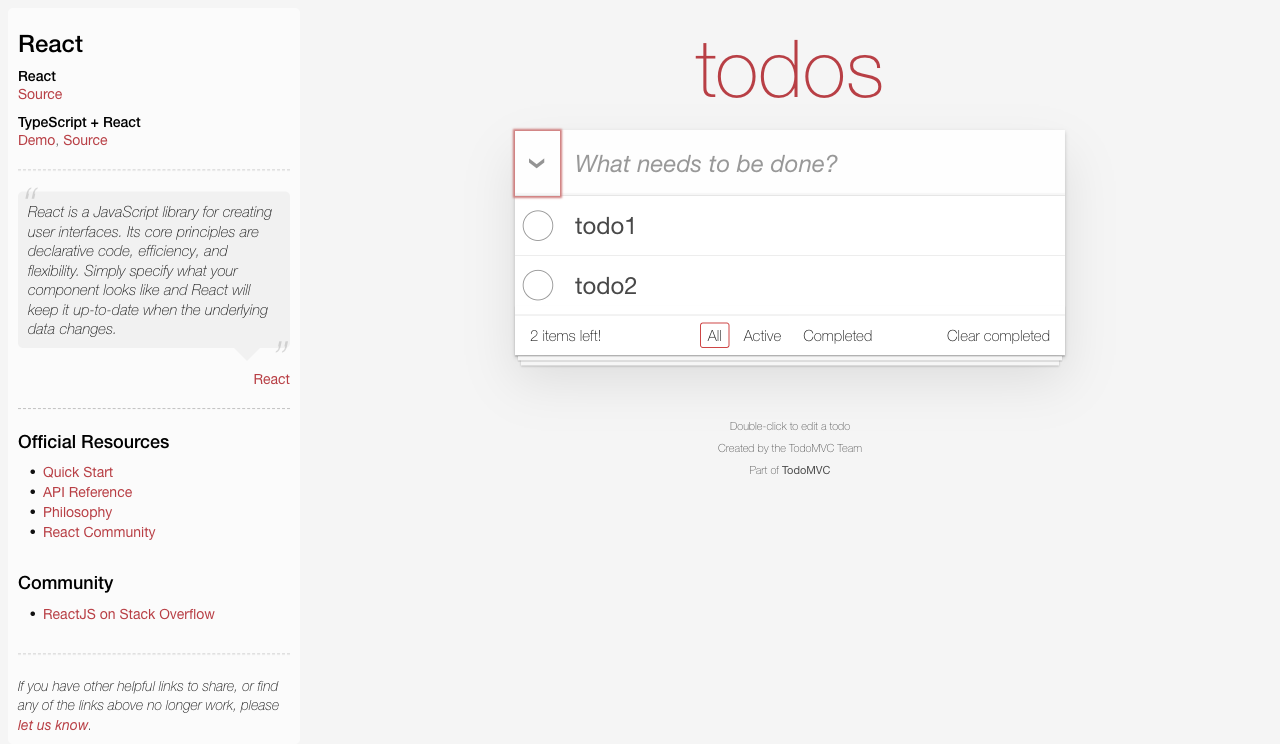 React
React
Source
TypeScript + React
Demo, Source
“
React is a JavaScript library for creating
user interfaces. Its core principles are
declarative code, efficiency, and
flexibility. Simply specify what your
component looks like and React will
keep it up-to-date when the underlying
data changes.
”
React
Official Resources
• Quick Start
• API Reference
• Philosophy
• React Community
Community
• ReactJS on Stack Overflow
If you have other helpful links to share, or find
any of the links above no longer work, please
let us know.
todos
What needs to be done?
todo1
todo2
2 items left! All Active Completed Clear completed
Double-click to edit a todo
Created by the TodoMVC Team
Part of TodoMVC